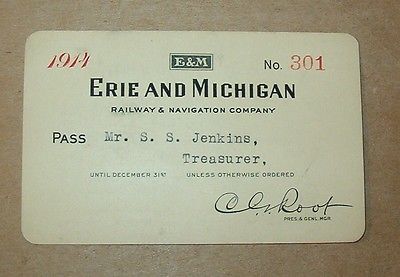 1914 E&M No. 301
ERIE AND MICHIGAN
RAILWAY & NAVIGATION COMPANY
PASS Mr. S. S. Jenkins,
Treasurer,
UNTIL DECEMBER 31ST UNLESS OTHERWISE ORDERED
Root
PRES. & GENL. MGR.